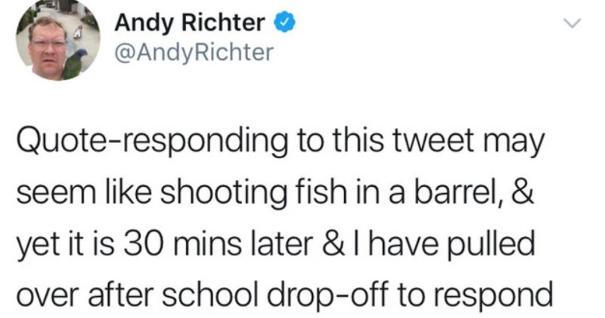 Andy Richter
@AndyRichter
Quote-responding to this tweet may
seem like shooting fish in a barrel, &
yet it is 30 mins later & I have pulled
over after school drop-off to respond